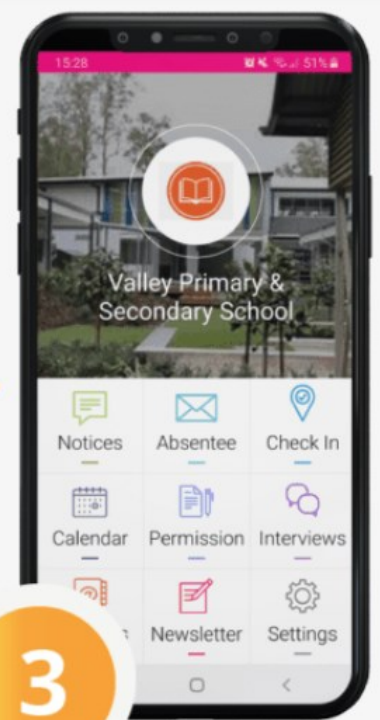 15:28 51%
Valley Primary &
Secondary School
Notices Absentee Check In
Calendar Permission Interviews
Newsletter Settings
3